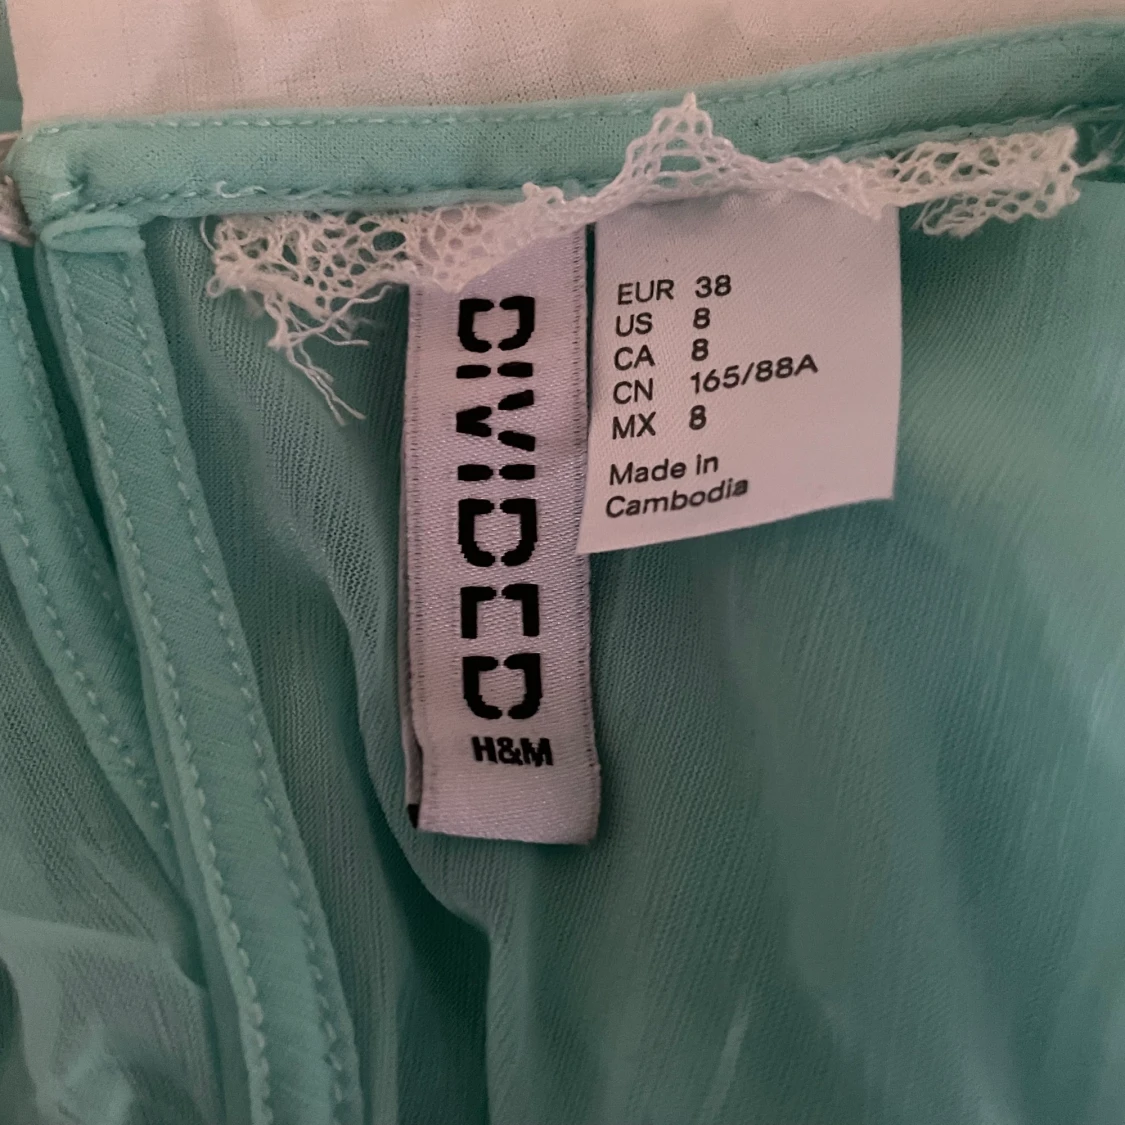 DIVIDED
H&M
EUR 38
US 8
CA 8
CN 165/88A
MX 8
Made in
Cambodia